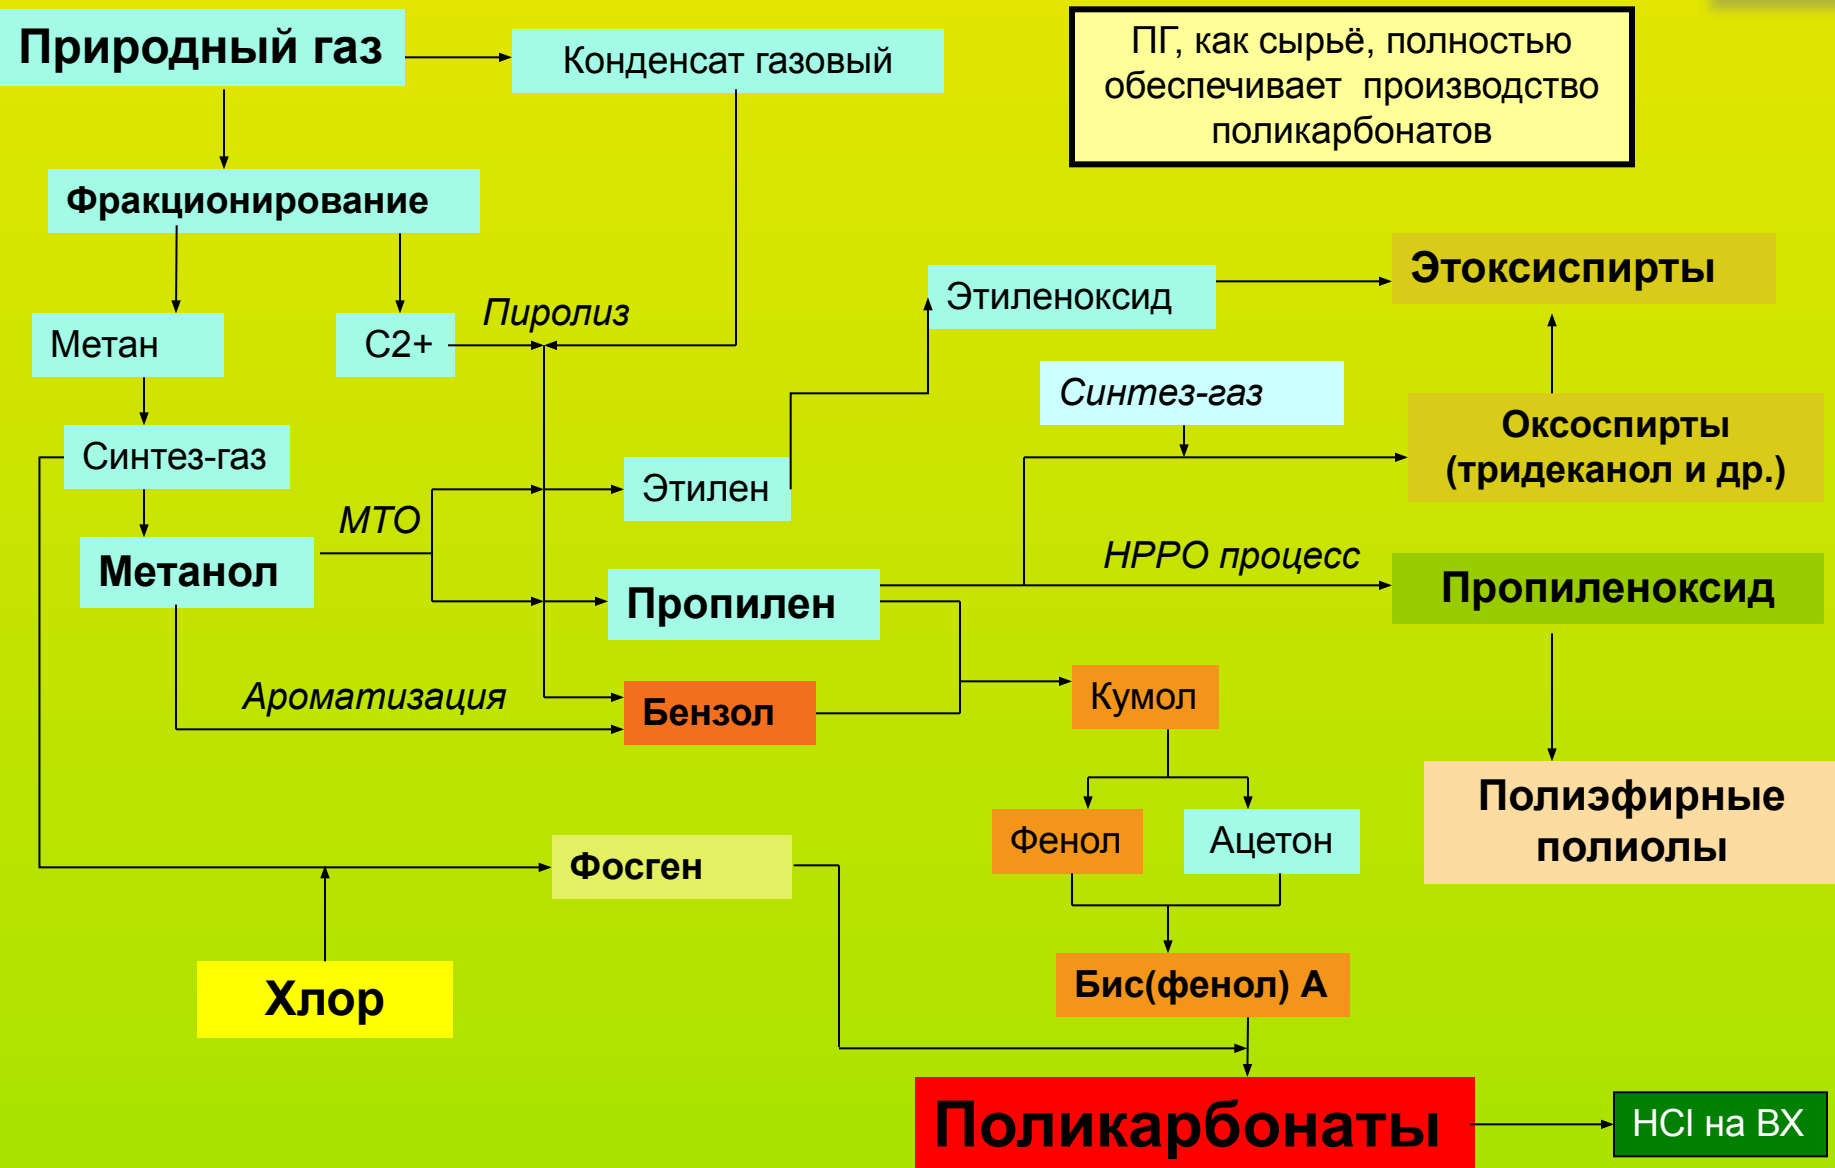 Природный газ
Конденсат газовый
ПГ, как сырьё, полностью
обеспечивает производство
поликарбонатов
Фракционирование
Этоксиспирты
Этиленоксид
Пиролиз
Метан
С2+
Синтез-газ
Оксоспирты
(тридеканол и др.)
Синтез-газ
Этилен
МТО
Метанол
НРРО процесс
Пропилен
Пропиленоксид
Ароматизация
Бензол
Кумол
Полиэфирные
полиолы
Фенол
Ацетон
Фосген
Хлор
Бис(фенол) А
Поликарбонаты
HCl на ВХ